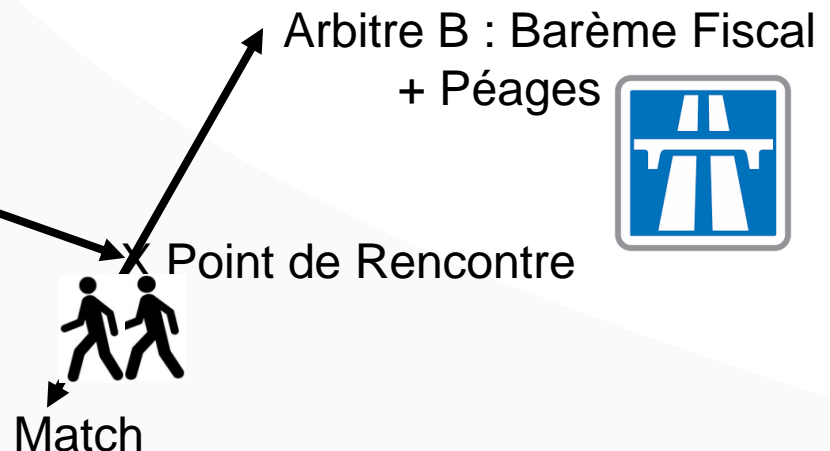 Arbitre B : Barème Fiscal
+ Péages
X Point de Rencontre
Match